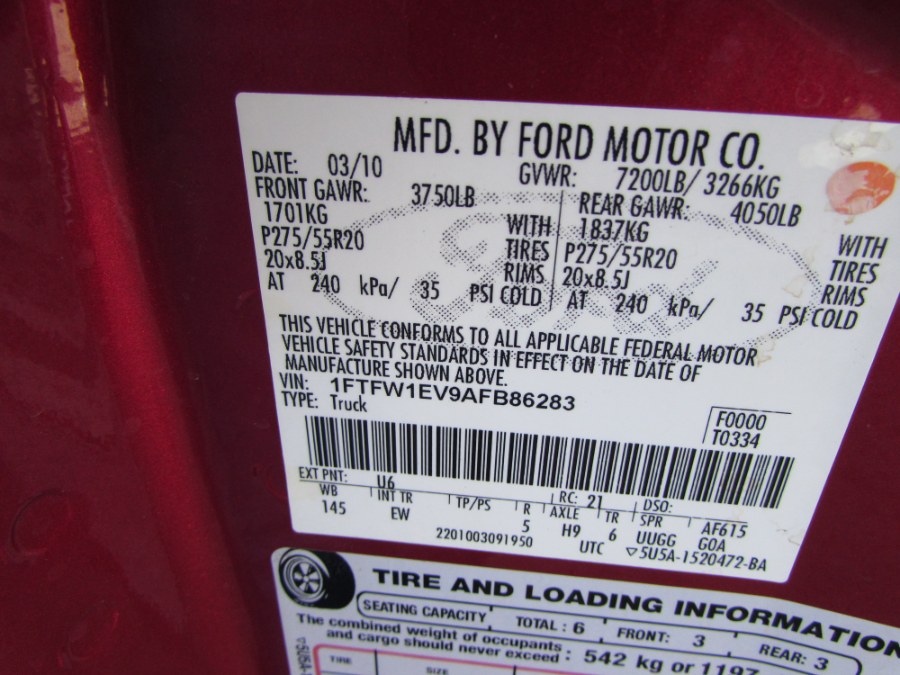 MFD. BY FORD MOTOR CO.
DATE: 03/10 GVWR: 7200LB/ 3266KG
FRONT GAWR: 3750LB REAR GAWR: 4050LB
1701KG WITH 1837KG WITH
P275/55R20 TIRES P275/55R20 TIRES
20x8.5J RIMS 20x8.5J RIMS
AT 240 kPa/ 35 PSI COLD AT 240 kPa/ 35 PSI COLD
Ford
THIS VEHICLE CONFORMS TO ALL APPLICABLE FEDERAL MOTOR
VEHICLE SAFETY STANDARDS IN EFFECT ON THE DATE OF
MANUFACTURE SHOWN ABOVE.
VIN: 1FTFW1EV9AFB86283
TYPE: Truck
F0000
T0334
EXT PNT: U6 RC: 21 DSO:
WB INT TR TP/PS R AXLE TR SPR AF615
145 EW 5 H9 6 UUGG G0A
2201003091950 UTC ▽5U5A-1520472-BA
TIRE AND LOADING INFORMATION
SEATING CAPACITY TOTAL : 6 FRONT: 3 REAR: 3
The combined weight of occupants
and cargo should never exceed : 542 kg or 1197
TIRE SIZE
▽5U5A-